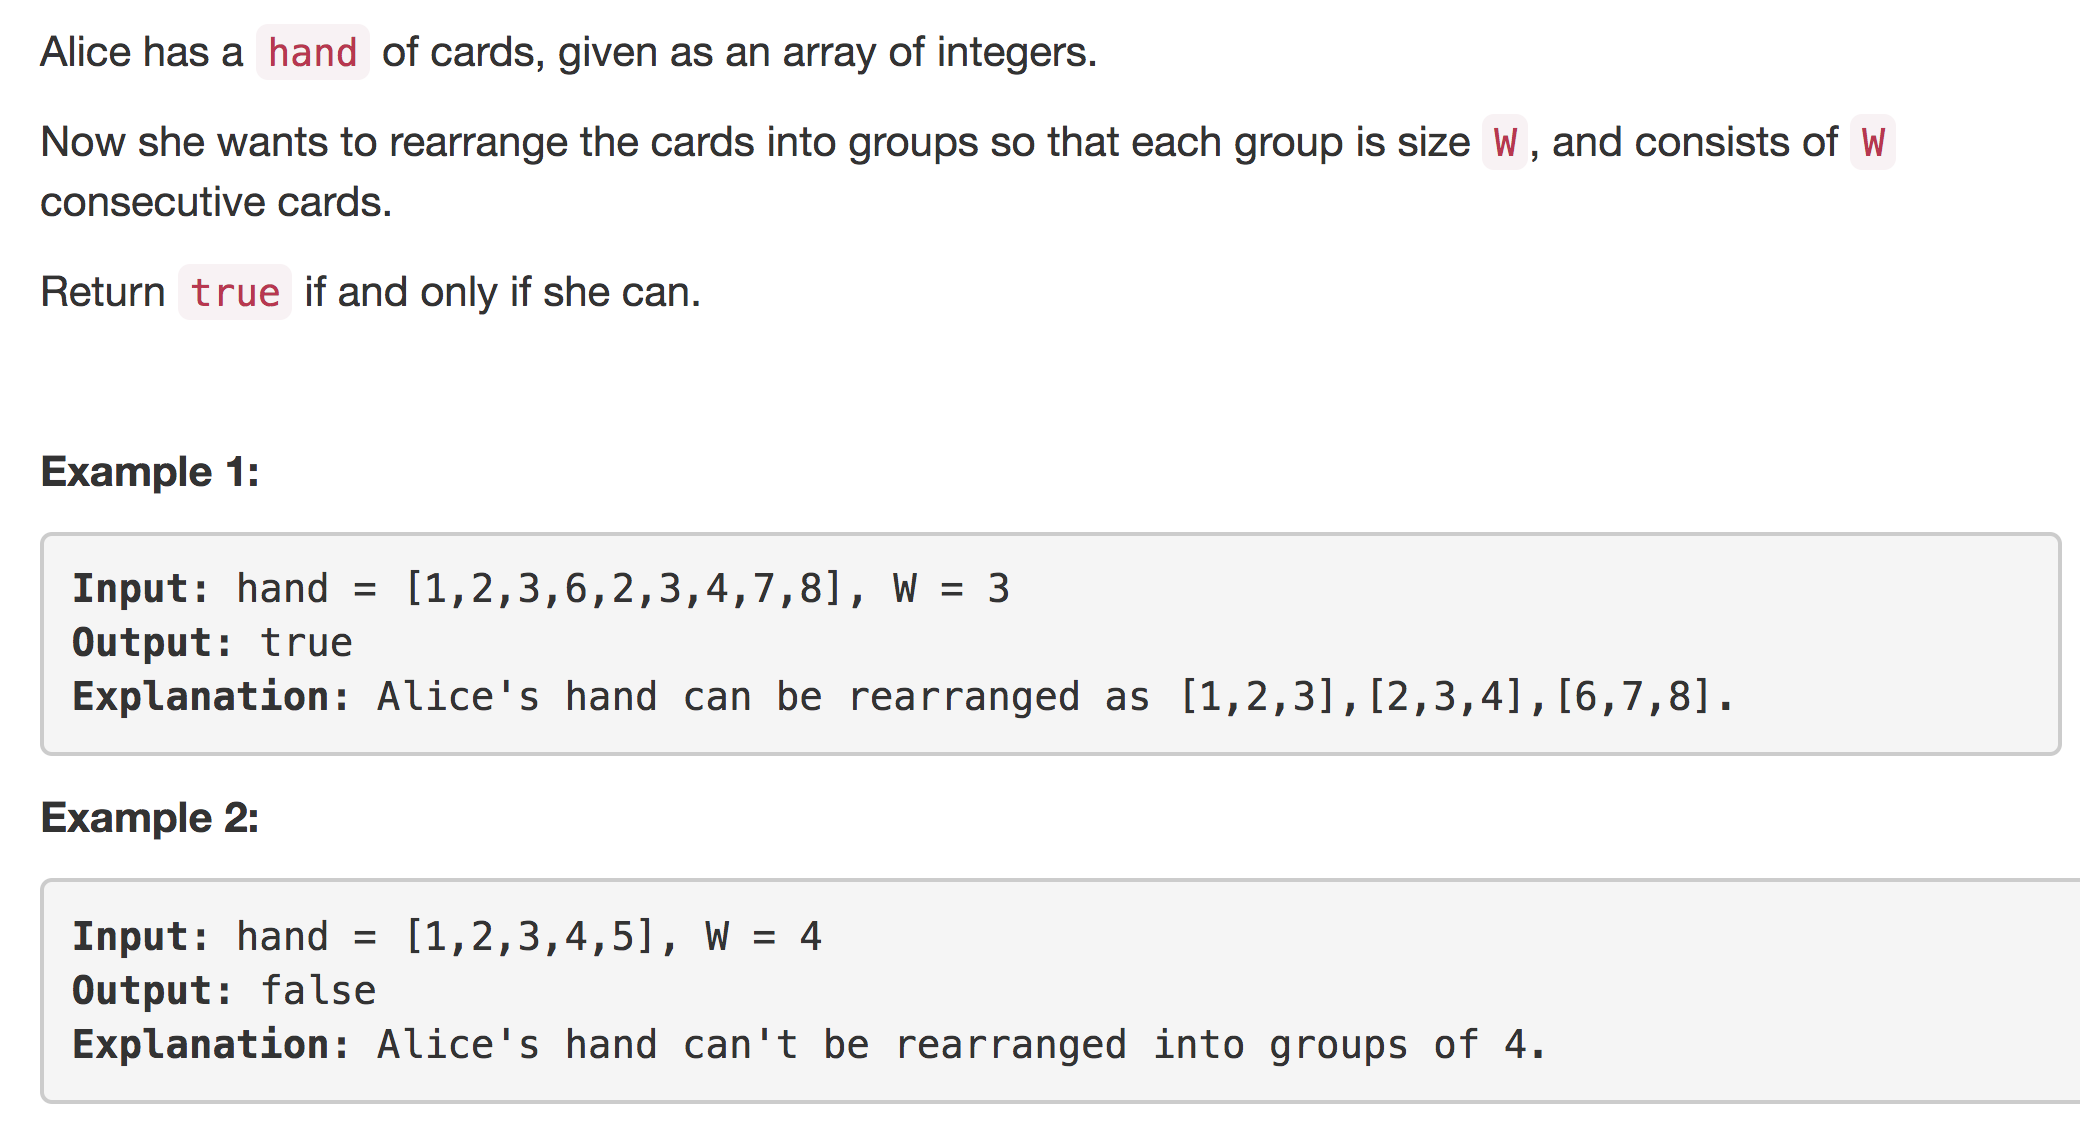 Alice has a hand of cards, given as an array of integers.
Now she wants to rearrange the cards into groups so that each group is size W, and consists of W
consecutive cards.
Return true if and only if she can.
Example 1:
Input: hand = [1,2,3,6,2,3,4,7,8], W = 3
Output: true
Explanation: Alice's hand can be rearranged as [1,2,3],[2,3,4],[6,7,8].
Example 2:
Input: hand = [1,2,3,4,5], W = 4
Output: false
Explanation: Alice's hand can't be rearranged into groups of 4.